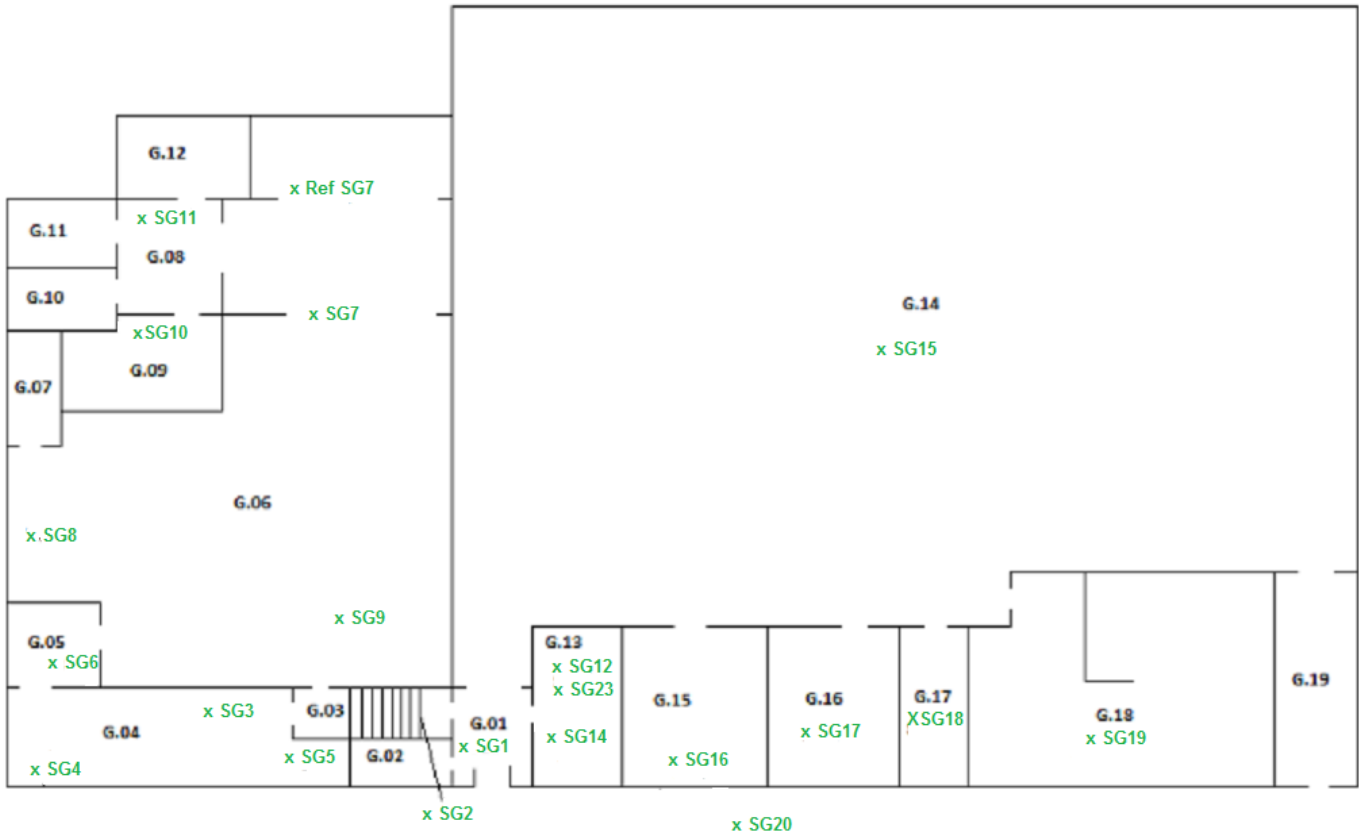 G.12
x Ref SG7
x SG11
G.11
G.08
G.10
G.14
x SG7
xSG10
x SG15
G.09
G.07
G.06
x.SG8
x SG9
G.05
x SG6
G.13
x SG12
x SG23
G.19
G.15
G.16
G.17
G.03
x SG3
G.18
XSG18
G.01
G.04
x SG17
x SG14
x SG19
x SG1
G.02
x SG5
x SG16
x SG4
x SG2
x SG20